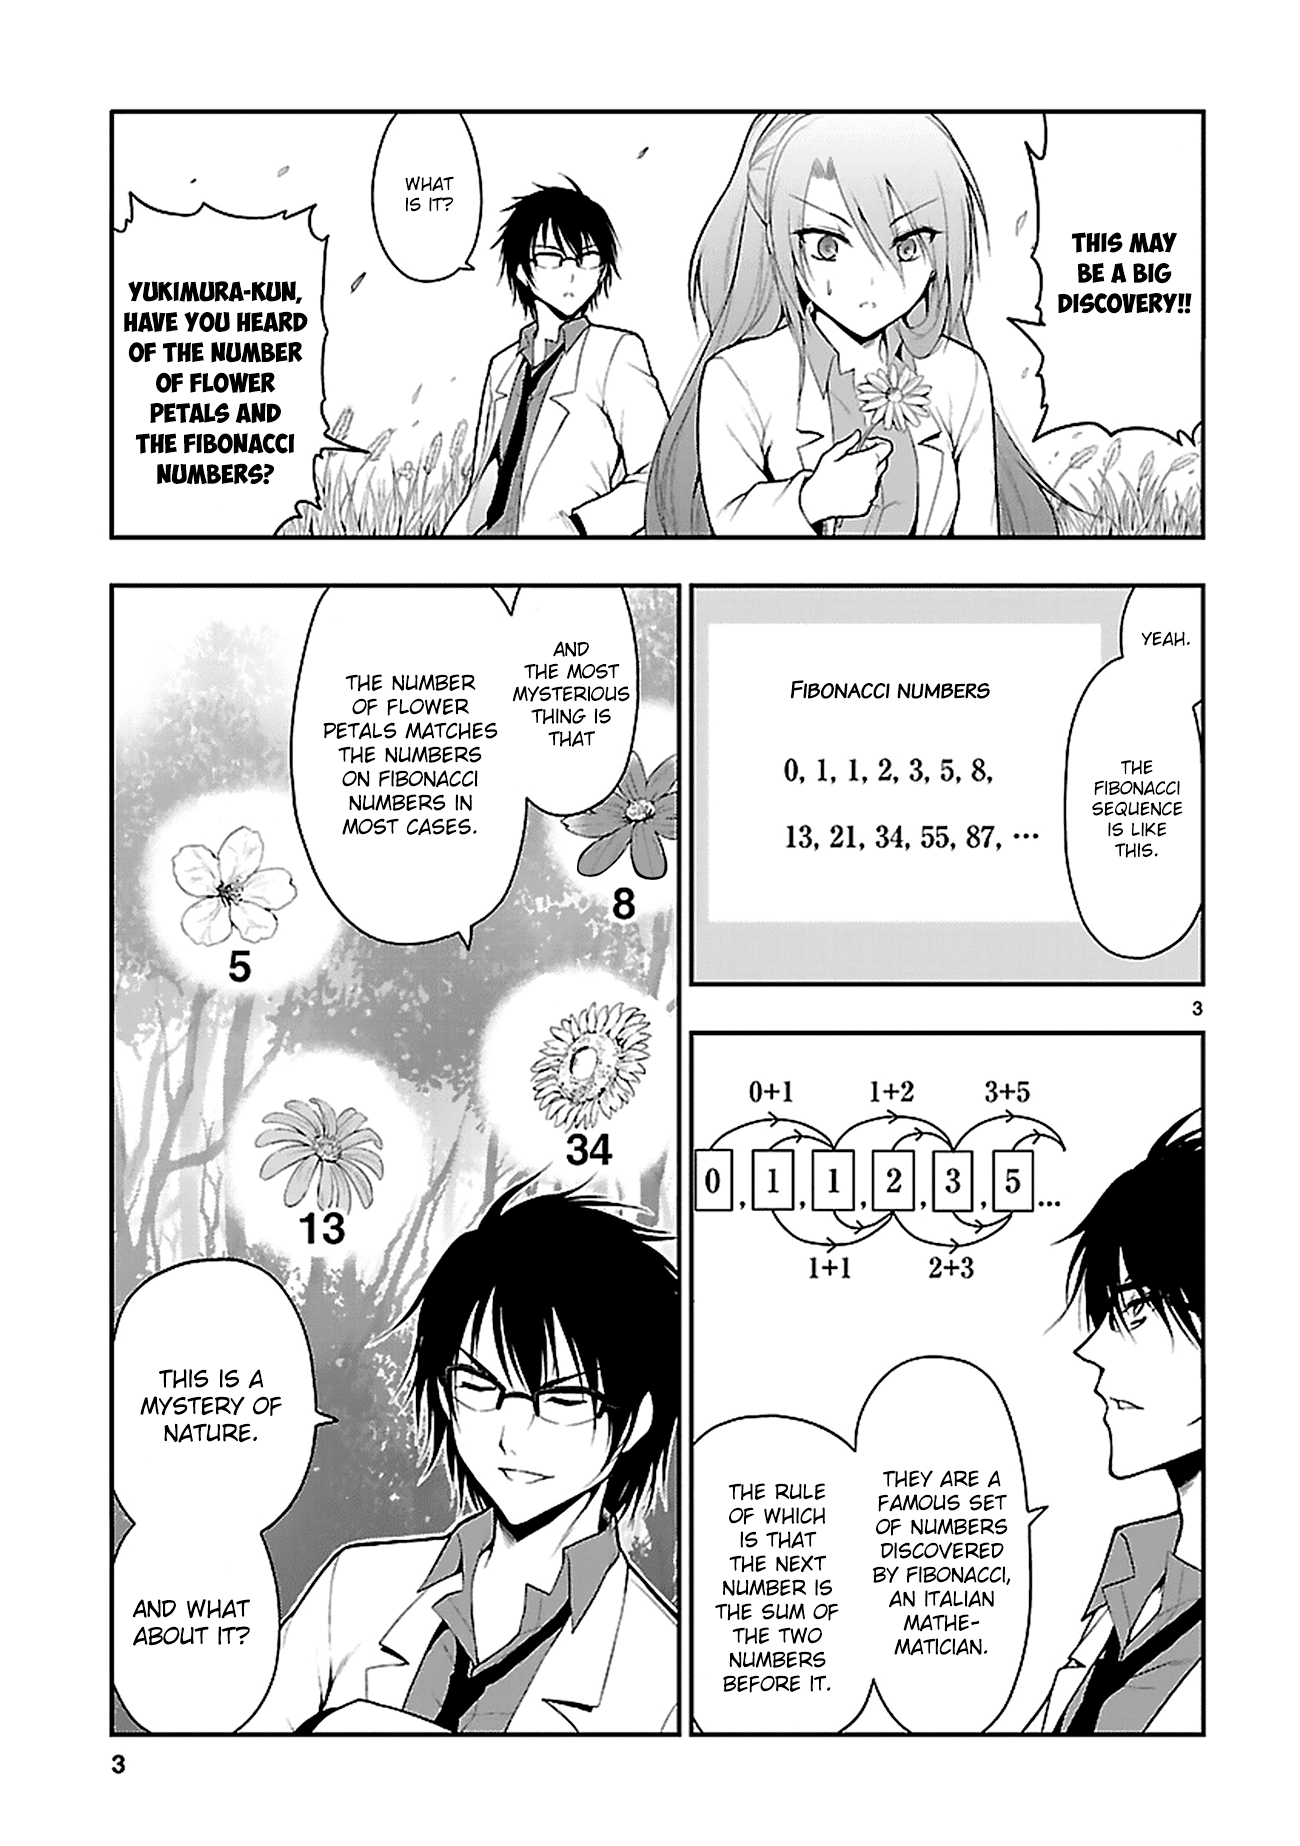 THIS MAY
BE A BIG
DISCOVERY!!
WHAT
IS IT?
YUKIMURA-KUN,
HAVE YOU HEARD
OF THE NUMBER
OF FLOWER
PETALS AND
THE FIBONACCI
NUMBERS?
YEAH.
THE
FIBONACCI
SEQUENCE
IS LIKE
THIS.
FIBONACCI NUMBERS
0, 1, 1, 2, 3, 5, 8,
13, 21, 34, 55, 87, ...
3
0+1 1+2 3+5
0, 1, 1, 2, 3, 5 ...
1+1 2+3
THEY ARE A
FAMOUS SET
OF NUMBERS
DISCOVERED
BY FIBONACCI,
AN ITALIAN
MATHE-
MATICIAN.
THE RULE
OF WHICH
IS THAT
THE NEXT
NUMBER IS
THE SUM OF
THE TWO
NUMBERS
BEFORE IT.
AND
THE MOST
MYSTERIOUS
THING IS
THAT
THE NUMBER
OF FLOWER
PETALS MATCHES
THE NUMBERS
ON FIBONACCI
NUMBERS IN
MOST CASES.
8
5
34
13
THIS IS A
MYSTERY OF
NATURE.
AND WHAT
ABOUT IT?
3